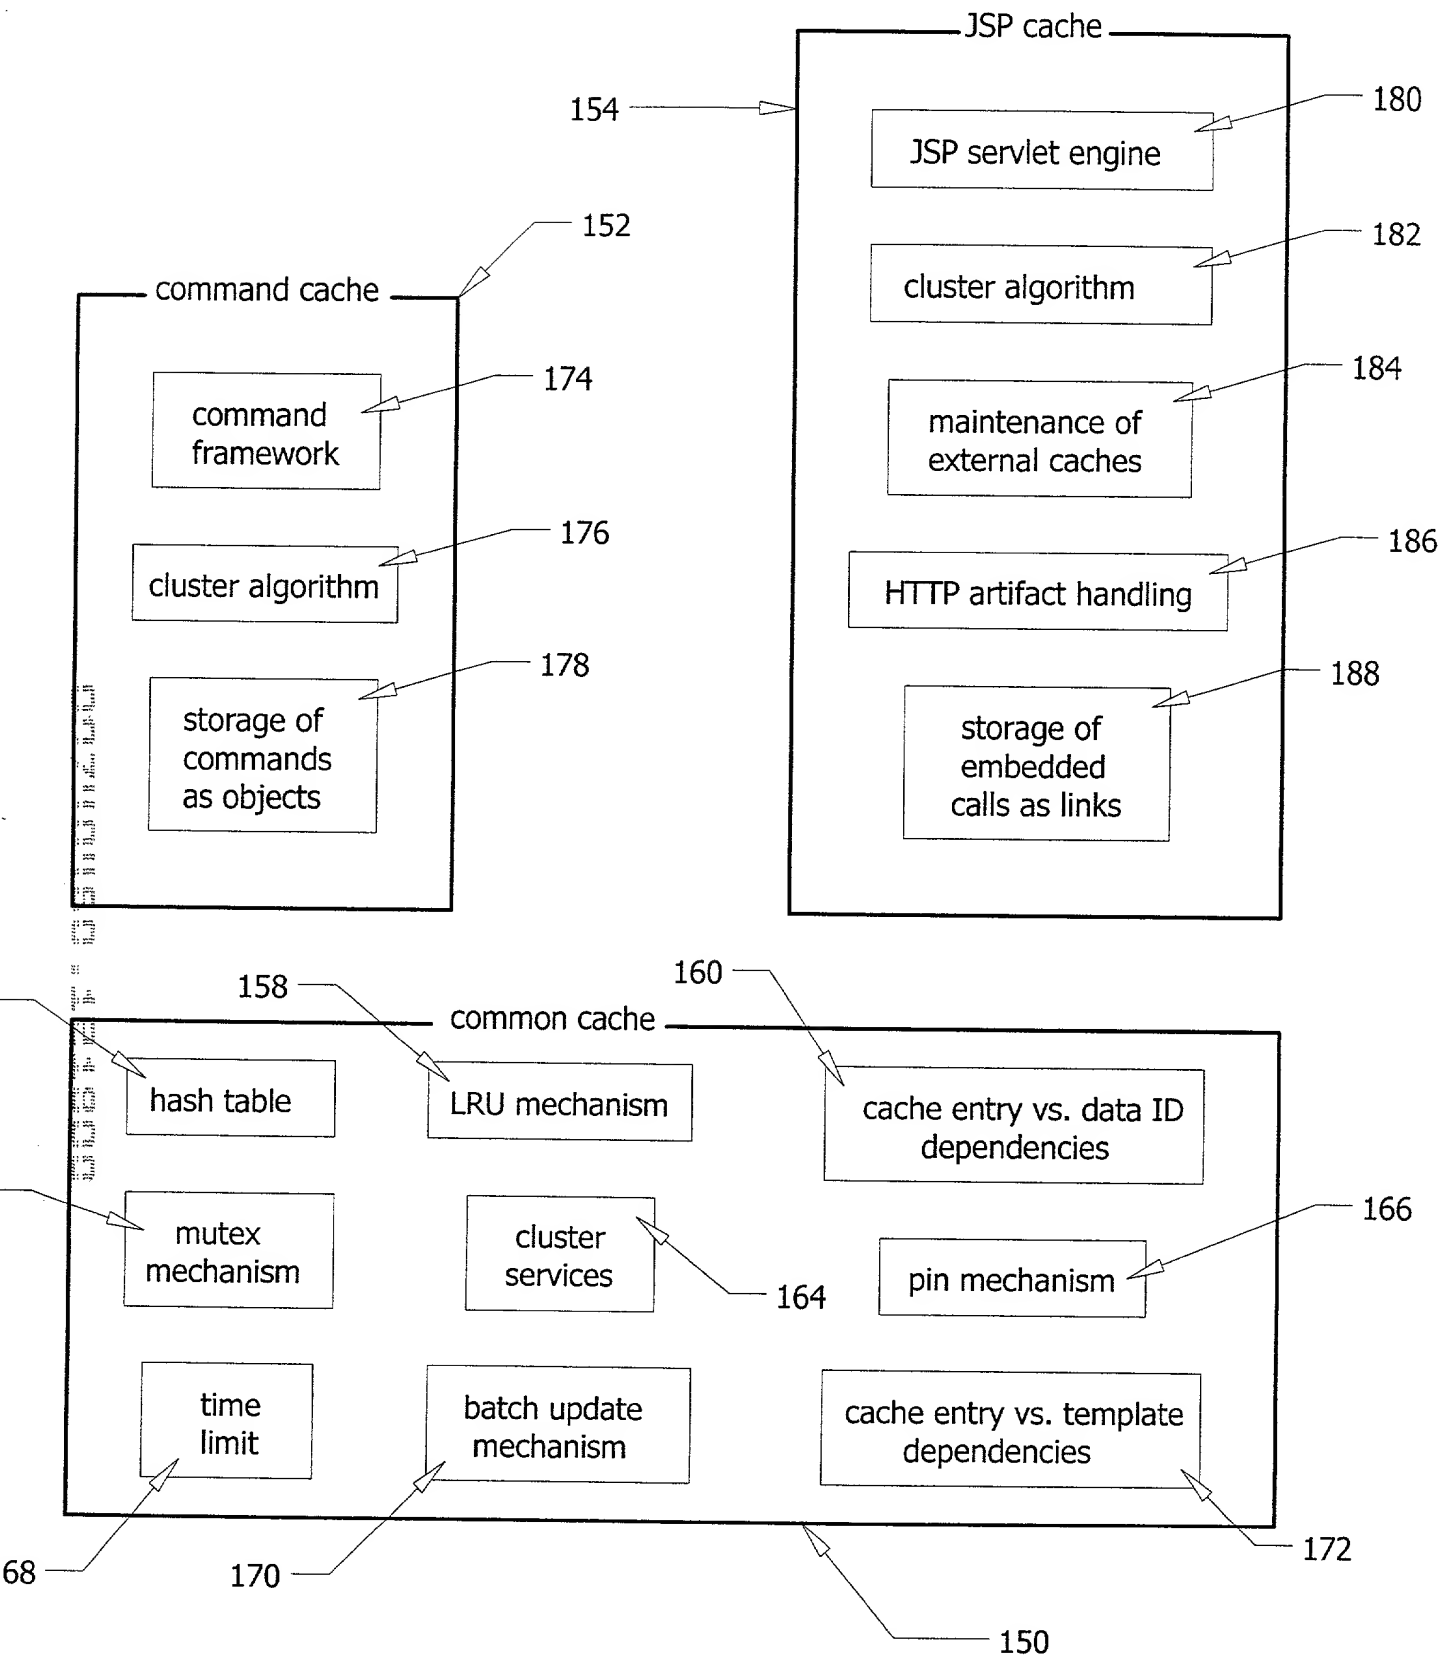 JSP cache
154
180
JSP servlet engine
152
182
cluster algorithm
command cache
174
184
command
framework
maintenance of
external caches
176
186
cluster algorithm
HTTP artifact handling
178
188
storage of
commands
as objects
storage of
embedded
calls as links
158
160
common cache
hash table
LRU mechanism
cache entry vs. data ID
dependencies
166
mutex
mechanism
cluster
services
164
pin mechanism
time
limit
batch update
mechanism
cache entry vs. template
dependencies
68
170
172
150